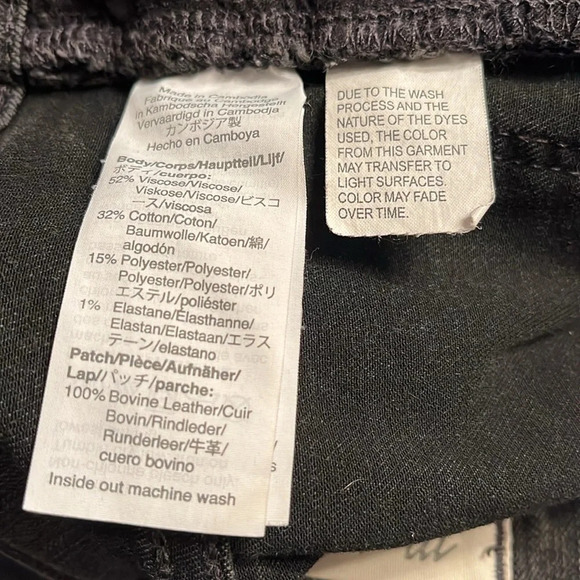 Made in Cambodia
Fabriqué au Cambodge
In Kambodscha Hergestellt
Vervaardigd in Cambodja
カンボジア製
Hecho en Camboya
Body/Corps/Hauptteil/Lijf/
ボディ/cuerpo:
52% Viscose/Viscose/
Viskose/Viscose/ビスコ
ース/viscosa
32% Cotton/Coton/
Baumwolle/Katoen/綿/
algodón
15% Polyester/Polyester/
Polyester/Polyester/ポリ
エステル/poliéster
1% Elastane/Élasthanne/
Elastan/Elastaan/エラス
テーン/elastano
Patch/Pièce/Aufnäher/
Lap/パッチ/parche:
100% Bovine Leather/Cuir
Bovin/Rindleder/
Runderleer/牛革/
cuero bovino
Inside out machine wash
DUE TO THE WASH
PROCESS AND THE
NATURE OF THE DYES
USED, THE COLOR
FROM THIS GARMENT
MAY TRANSFER TO
LIGHT SURFACES.
COLOR MAY FADE
OVER TIME.